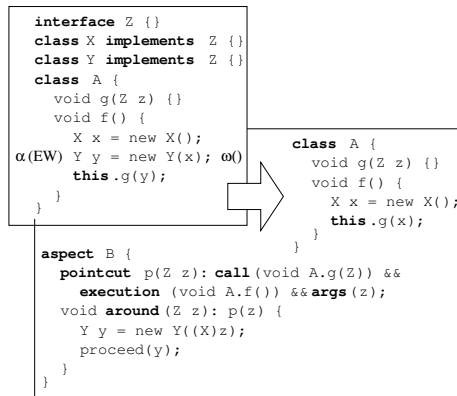 interface Z {}
class X implements Z {}
class Y implements Z {}
class A {
void g(Z z) {}
void f() {
X x = new X();
α(EW) Y y = new Y(x); ω()
this.g(y);
}
}
class A {
void g(Z z) {}
void f() {
X x = new X();
this.g(x);
}
}
aspect B {
pointcut p(Z z): call(void A.g(Z)) &&
execution (void A.f()) && args(z);
void around(Z z): p(z) {
Y y = new Y((X)z);
proceed(y);
}
}